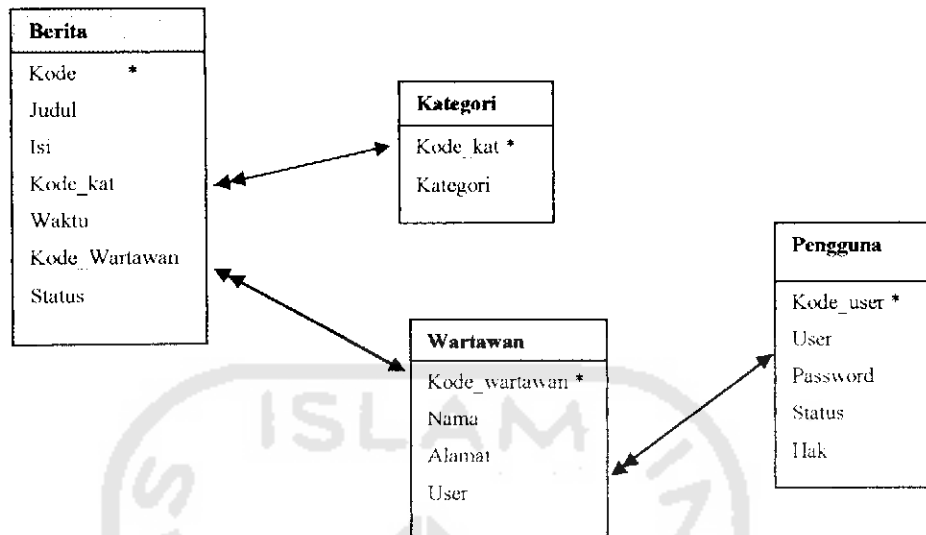 Berita
Kode *
Judul
Isi
Kode_kat
Waktu
Kode_Wartawan
Status
Kategori
Kode_kat *
Kategori
Wartawan
Kode_wartawan *
Nama
Alamat
User
Pengguna
Kode_user *
User
Password
Status
Hak
ISLAM